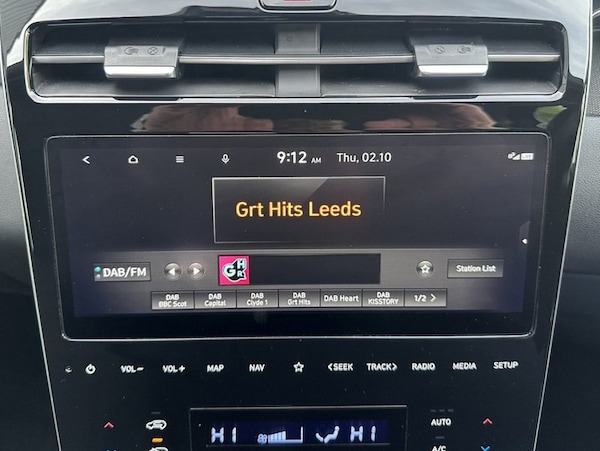 9:12 AM Thu, 02.10
Grt Hits Leeds
DAB/FM
GHR
Station List
DAB BBC Scot
DAB Capital
DAB Clyde 1
DAB Grt Hits
DAB Heart
DAB KISSTORY
1/2 >
VOL− VOL+ MAP NAV ☆ <SEEK TRACK> RADIO MEDIA SETUP
HI HI
AUTO
A/C